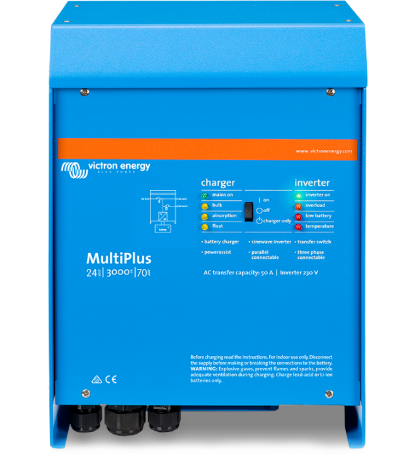 www.victronenergy.com
victron energy
BLUE POWER
charger
inverter
mains on
bulk
absorption
float
on
off
charger only
inverter on
overload
low battery
temperature
• battery charger
• powerassist
• sinewave inverter
• parallel connectable
• transfer switch
• three phase connectable
MultiPlus
24 | 3000 | 70
AC transfer capacity: 50 A | Inverter 230 V
Before charging read the instructions. For indoor use only. Disconnect
the supply before making or breaking the connections to the battery.
WARNING: Explosive gases, prevent flames and sparks, provide
adequate ventilation during charging. Charge lead-acid or Li-ion
batteries only.
CE